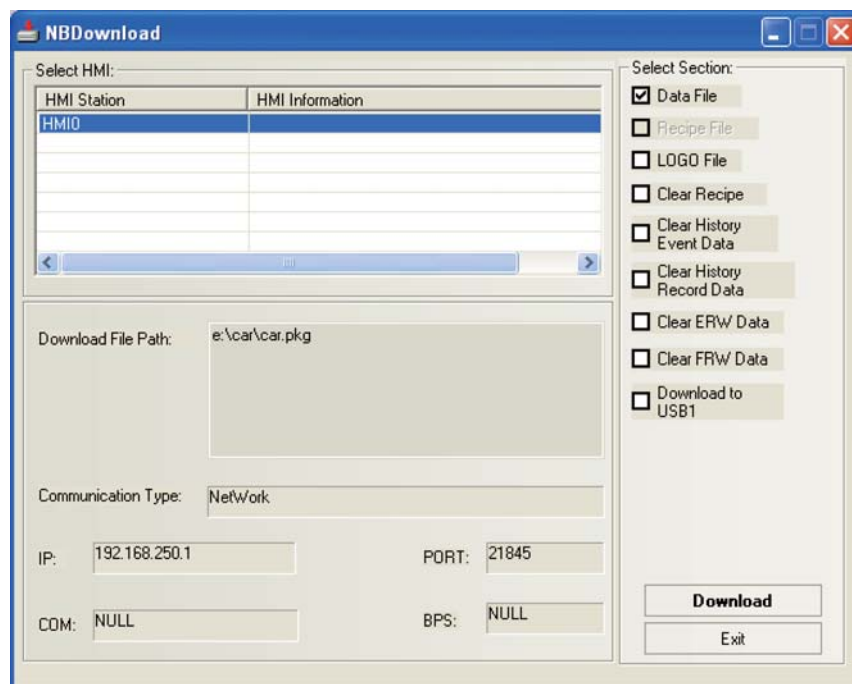 NBDownload
Select HMI:
HMI Station HMI Information
HMI0
Download File Path: e:\car\car.pkg
Communication Type: NetWork
IP: 192.168.250.1 PORT: 21845
COM: NULL BPS: NULL
Select Section:
Data File
Recipe File
LOGO File
Clear Recipe
Clear History
Event Data
Clear History
Record Data
Clear ERW Data
Clear FRW Data
Download to
USB1
Download
Exit